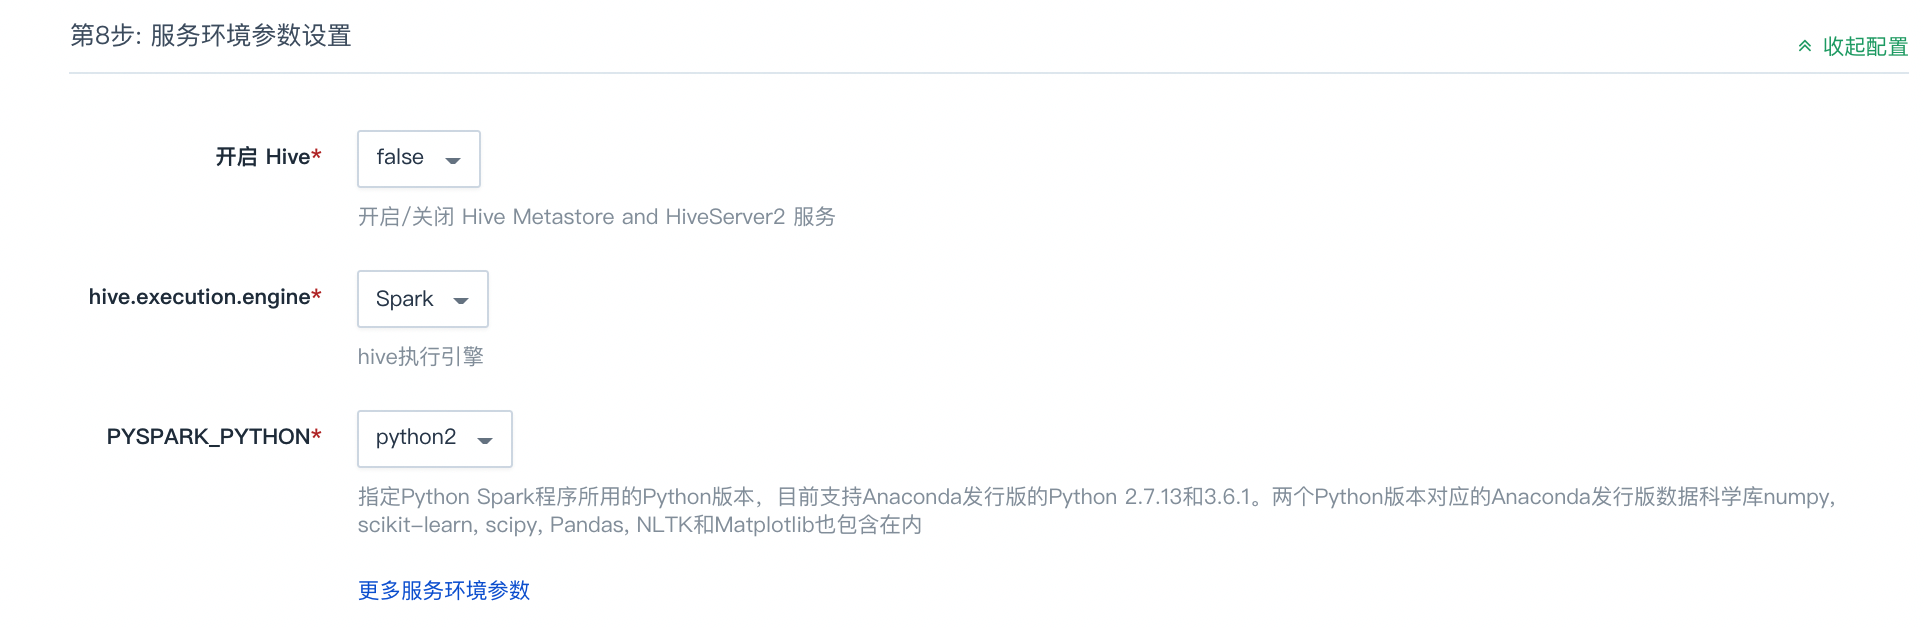 第8步: 服务环境参数设置
收起配置
开启 Hive*
false
开启/关闭 Hive Metastore and HiveServer2 服务
hive.execution.engine*
Spark
hive执行引擎
PYSPARK_PYTHON*
python2
指定Python Spark程序所用的Python版本，目前支持Anaconda发行版的Python 2.7.13和3.6.1。两个Python版本对应的Anaconda发行版数据科学库numpy,
scikit-learn, scipy, Pandas, NLTK和Matplotlib也包含在内
更多服务环境参数